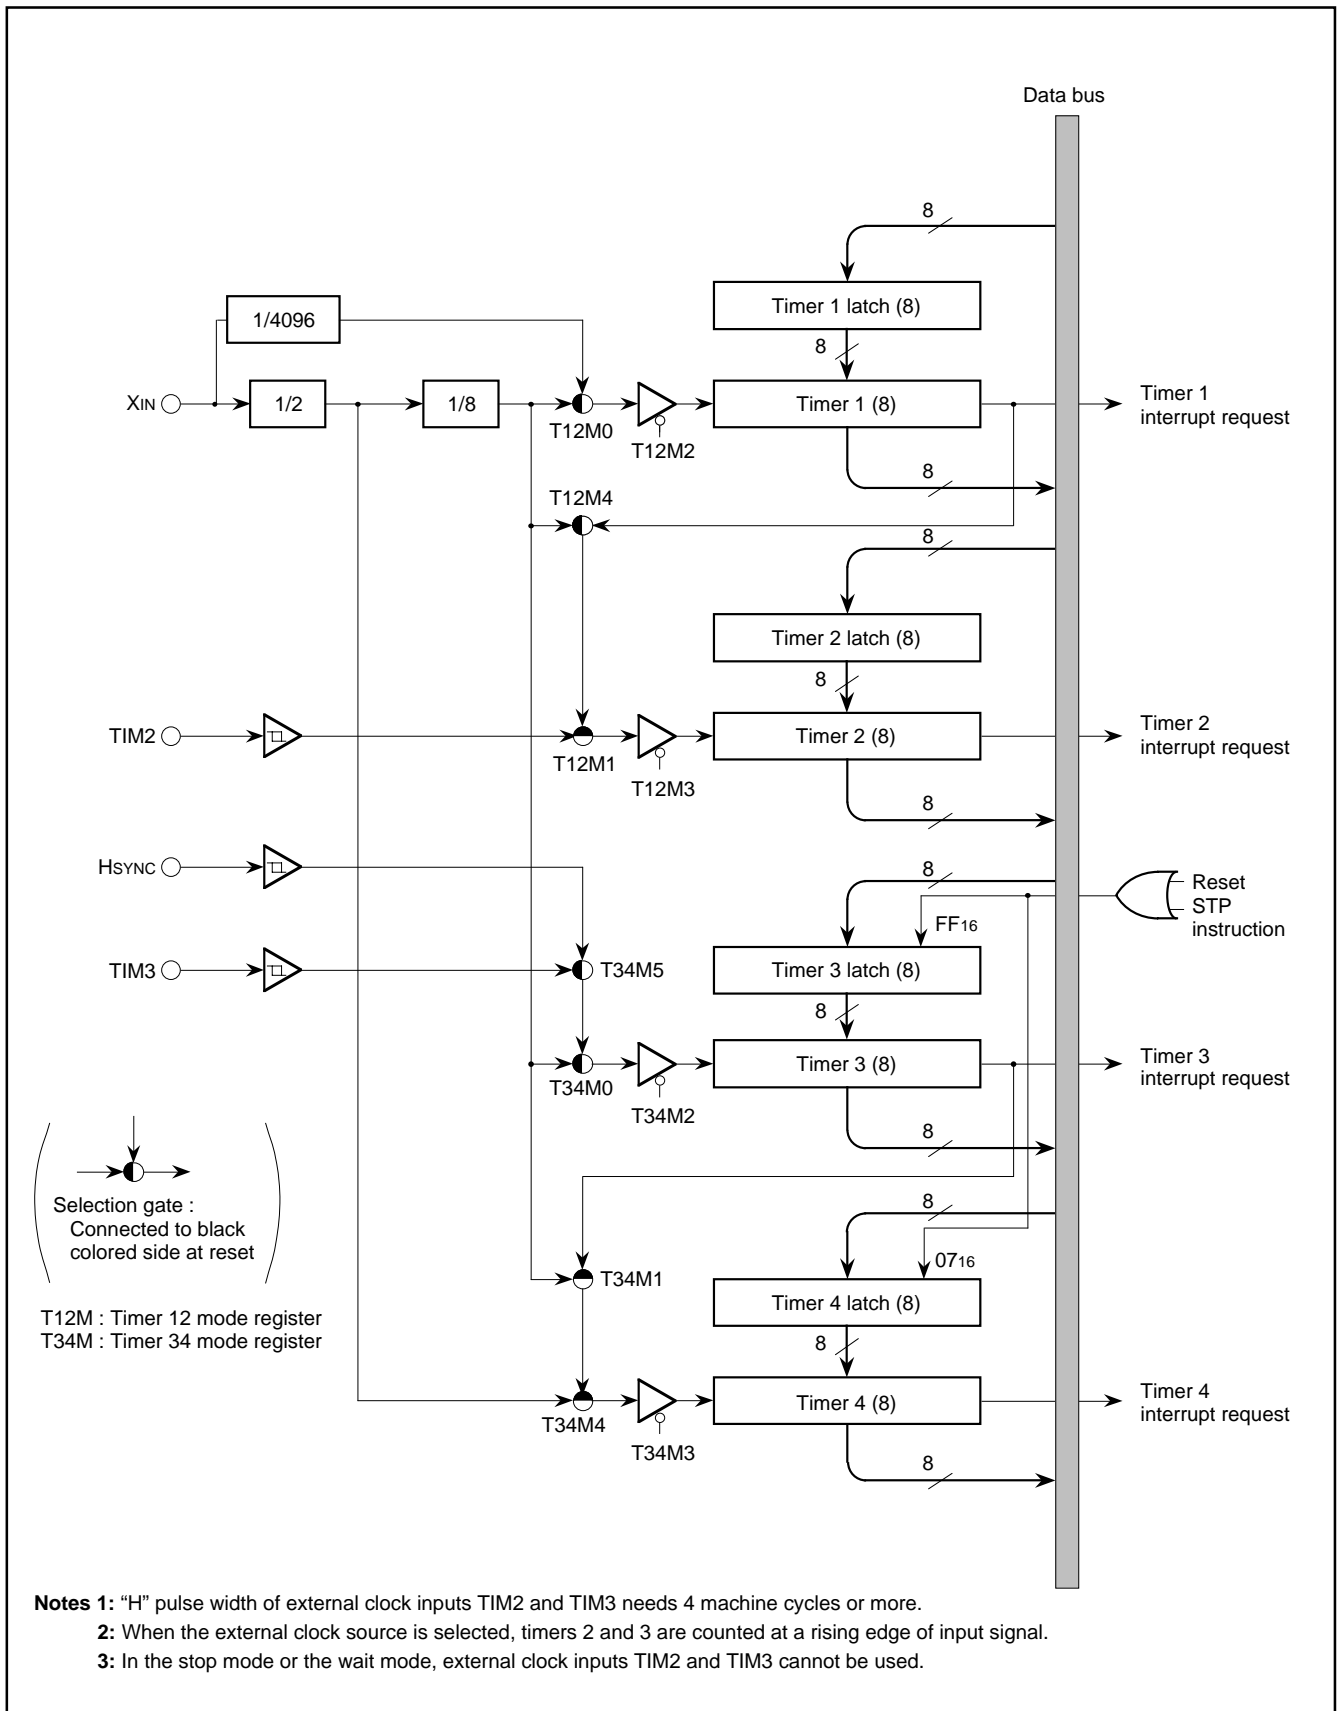 Data bus
8
Timer 1 latch (8)
8
1/4096
XIN
1/2
1/8
T12M0
T12M2
Timer 1 (8)
Timer 1
interrupt request
8
T12M4
8
Timer 2 latch (8)
8
TIM2
T12M1
T12M3
Timer 2 (8)
Timer 2
interrupt request
8
HSYNC
8
Reset
STP
instruction
FF16
TIM3
T34M5
Timer 3 latch (8)
8
T34M0
T34M2
Timer 3 (8)
Timer 3
interrupt request
8
Selection gate :
Connected to black
colored side at reset
8
0716
T34M1
Timer 4 latch (8)
8
T12M : Timer 12 mode register
T34M : Timer 34 mode register
T34M4
T34M3
Timer 4 (8)
Timer 4
interrupt request
8
Notes 1: “H” pulse width of external clock inputs TIM2 and TIM3 needs 4 machine cycles or more.
2: When the external clock source is selected, timers 2 and 3 are counted at a rising edge of input signal.
3: In the stop mode or the wait mode, external clock inputs TIM2 and TIM3 cannot be used.